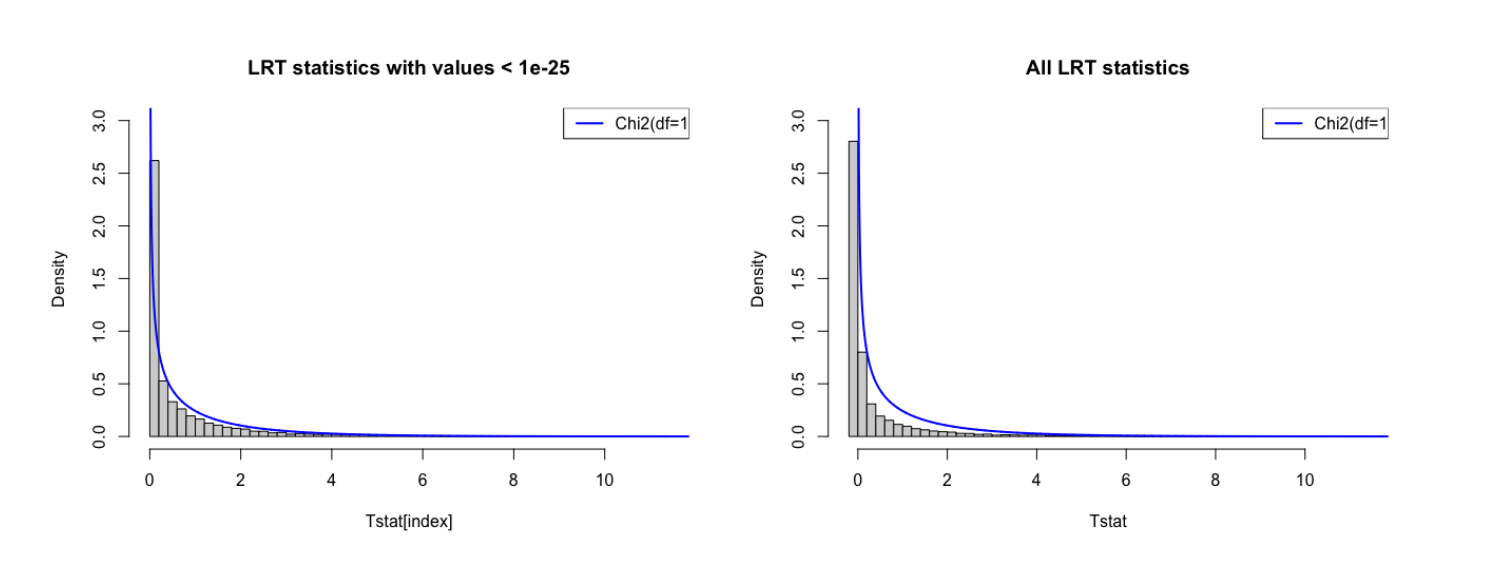 LRT statistics with values < 1e-25
All LRT statistics
Chi2(df=1
Chi2(df=1
Density
3.0
2.5
2.0
1.5
1.0
0.5
0.0
0 2 4 6 8 10
Tstat[index]
Density
3.0
2.5
2.0
1.5
1.0
0.5
0.0
0 2 4 6 8 10
Tstat